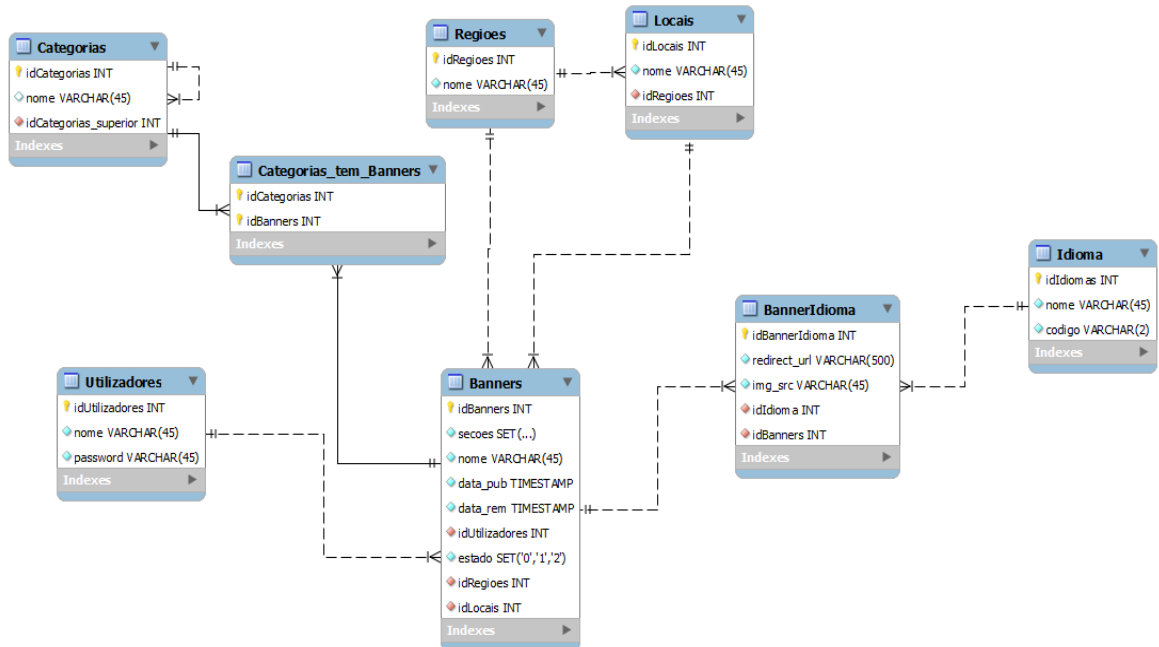 Categorias
idCategorias INT
nome VARCHAR(45)
idCategorias_superior INT
Indexes
Regioes
idRegioes INT
nome VARCHAR(45)
Indexes
Locais
idLocais INT
nome VARCHAR(45)
idRegioes INT
Indexes
Categorias_tem_Banners
idCategorias INT
idBanners INT
Indexes
Idioma
idIdiomas INT
nome VARCHAR(45)
codigo VARCHAR(2)
Indexes
BannerIdioma
idBannerIdioma INT
redirect_url VARCHAR(500)
img_src VARCHAR(45)
idIdioma INT
idBanners INT
Indexes
Utilizadores
idUtilizadores INT
nome VARCHAR(45)
password VARCHAR(45)
Indexes
Banners
idBanners INT
secoes SET(...)
nome VARCHAR(45)
data_pub TIMESTAMP
data_rem TIMESTAMP
idUtilizadores INT
estado SET('0','1','2')
idRegioes INT
idLocais INT
Indexes